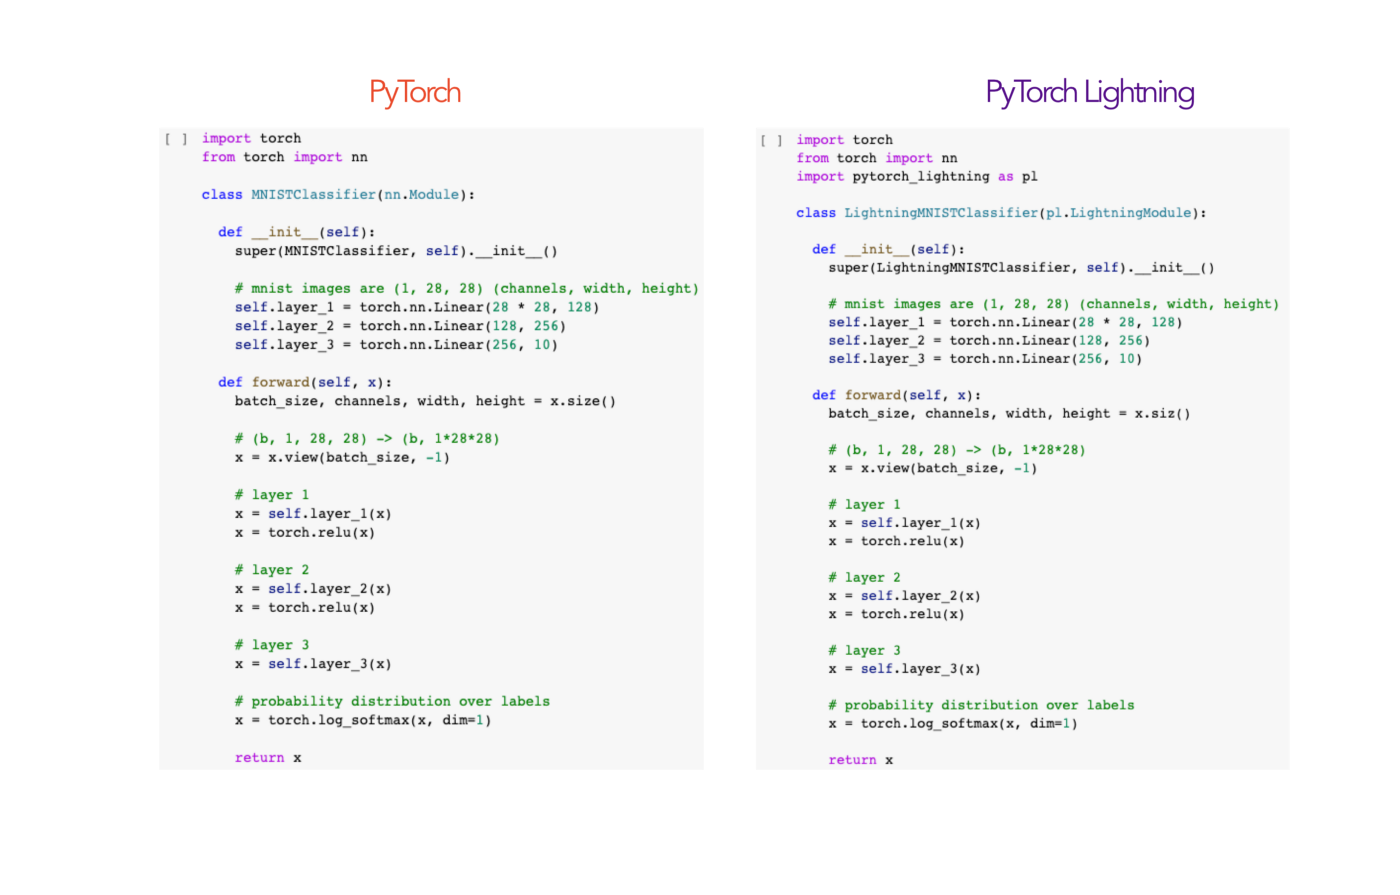 PyTorch
[ ] import torch
from torch import nn
class MNISTClassifier(nn.Module):
def __init__(self):
super(MNISTClassifier, self).__init__()
# mnist images are (1, 28, 28) (channels, width, height)
self.layer_1 = torch.nn.Linear(28 * 28, 128)
self.layer_2 = torch.nn.Linear(128, 256)
self.layer_3 = torch.nn.Linear(256, 10)
def forward(self, x):
batch_size, channels, width, height = x.size()
# (b, 1, 28, 28) -> (b, 1*28*28)
x = x.view(batch_size, -1)
# layer 1
x = self.layer_1(x)
x = torch.relu(x)
# layer 2
x = self.layer_2(x)
x = torch.relu(x)
# layer 3
x = self.layer_3(x)
# probability distribution over labels
x = torch.log_softmax(x, dim=1)
return x
PyTorch Lightning
[ ] import torch
from torch import nn
import pytorch_lightning as pl
class LightningMNISTClassifier(pl.LightningModule):
def __init__(self):
super(LightningMNISTClassifier, self).__init__()
# mnist images are (1, 28, 28) (channels, width, height)
self.layer_1 = torch.nn.Linear(28 * 28, 128)
self.layer_2 = torch.nn.Linear(128, 256)
self.layer_3 = torch.nn.Linear(256, 10)
def forward(self, x):
batch_size, channels, width, height = x.siz()
# (b, 1, 28, 28) -> (b, 1*28*28)
x = x.view(batch_size, -1)
# layer 1
x = self.layer_1(x)
x = torch.relu(x)
# layer 2
x = self.layer_2(x)
x = torch.relu(x)
# layer 3
x = self.layer_3(x)
# probability distribution over labels
x = torch.log_softmax(x, dim=1)
return x